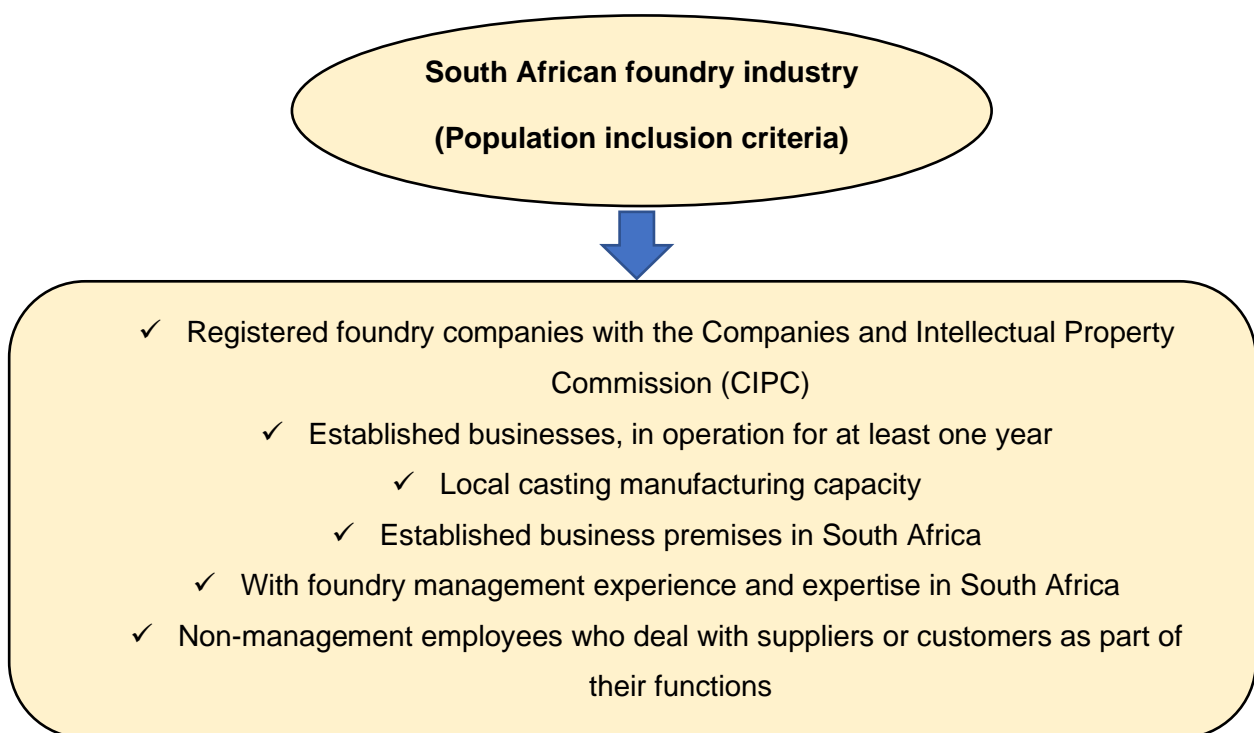 South African foundry industry
(Population inclusion criteria)
✓ Registered foundry companies with the Companies and Intellectual Property
Commission (CIPC)
✓ Established businesses, in operation for at least one year
✓ Local casting manufacturing capacity
✓ Established business premises in South Africa
✓ With foundry management experience and expertise in South Africa
✓ Non-management employees who deal with suppliers or customers as part of
their functions